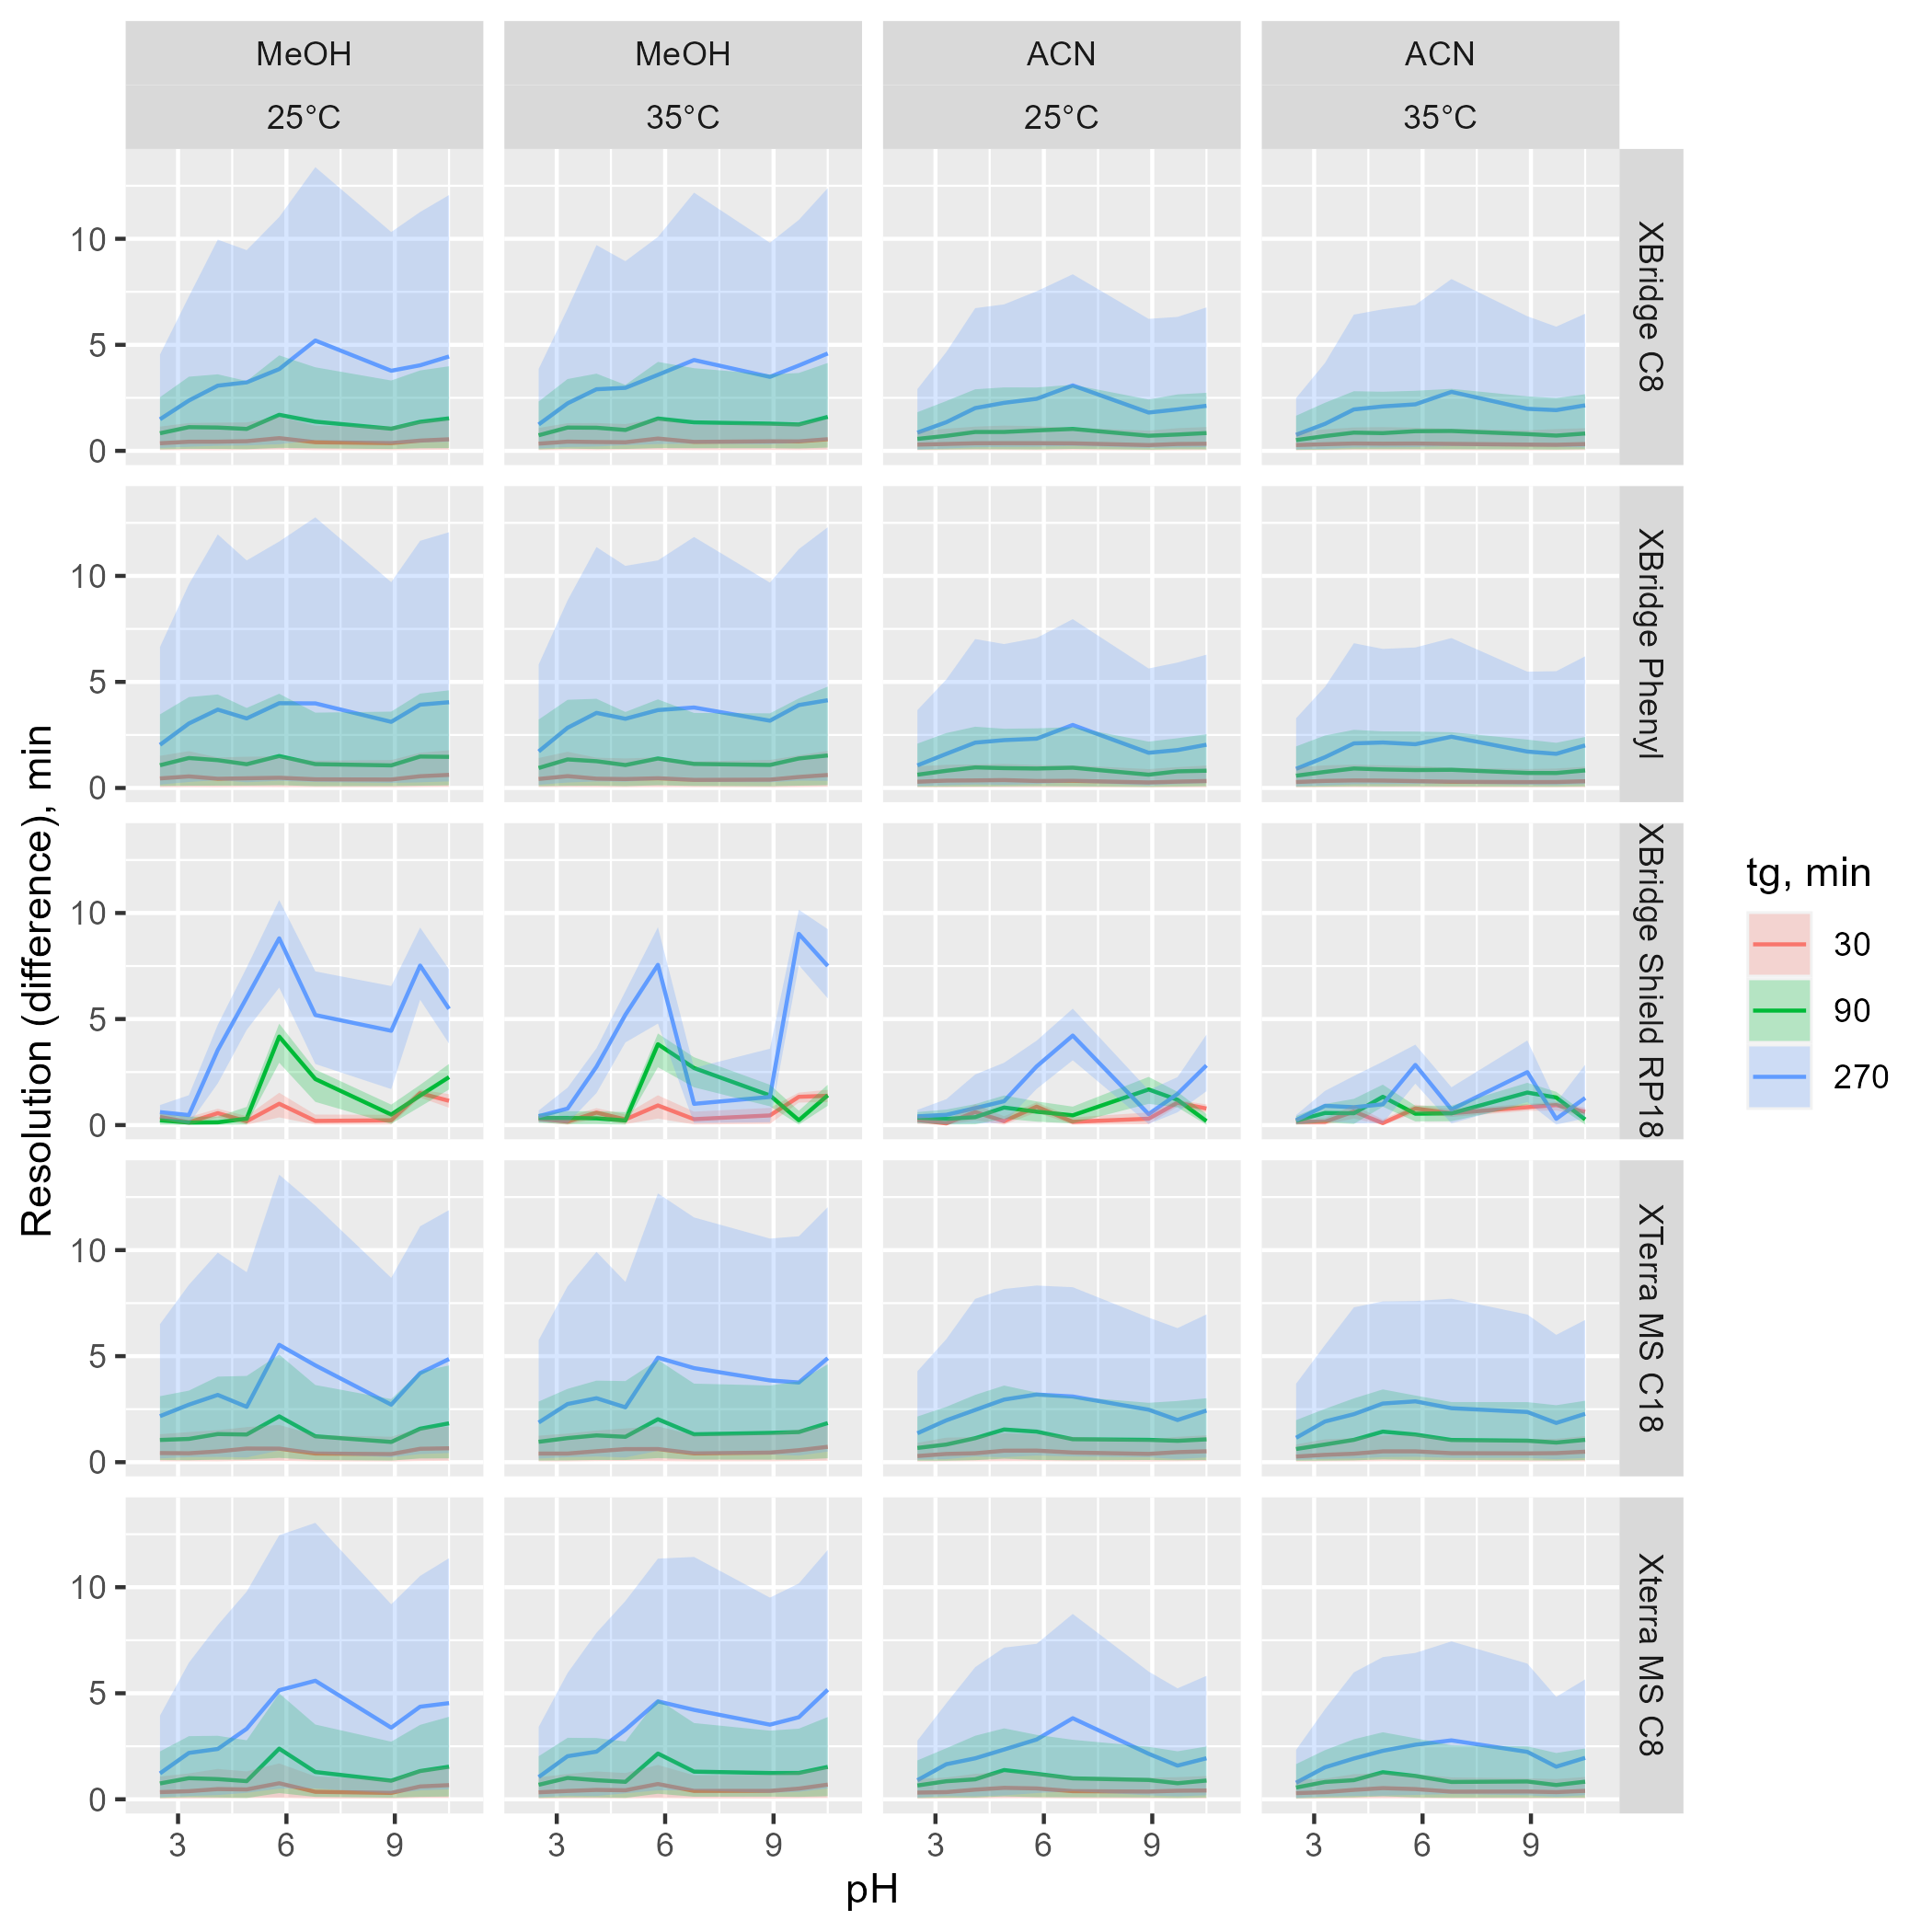 MeOH MeOH ACN ACN
25°C 35°C 25°C 35°C
10
5
0
XBridge C8
10
5
0
XBridge Phenyl
10
5
0
XBridge Shield RP18
10
5
0
XTerra MS C18
10
5
0
Xterra MS C8
3 6 9 3 6 9 3 6 9 3 6 9
pH
Resolution (difference), min
tg, min
30
90
270